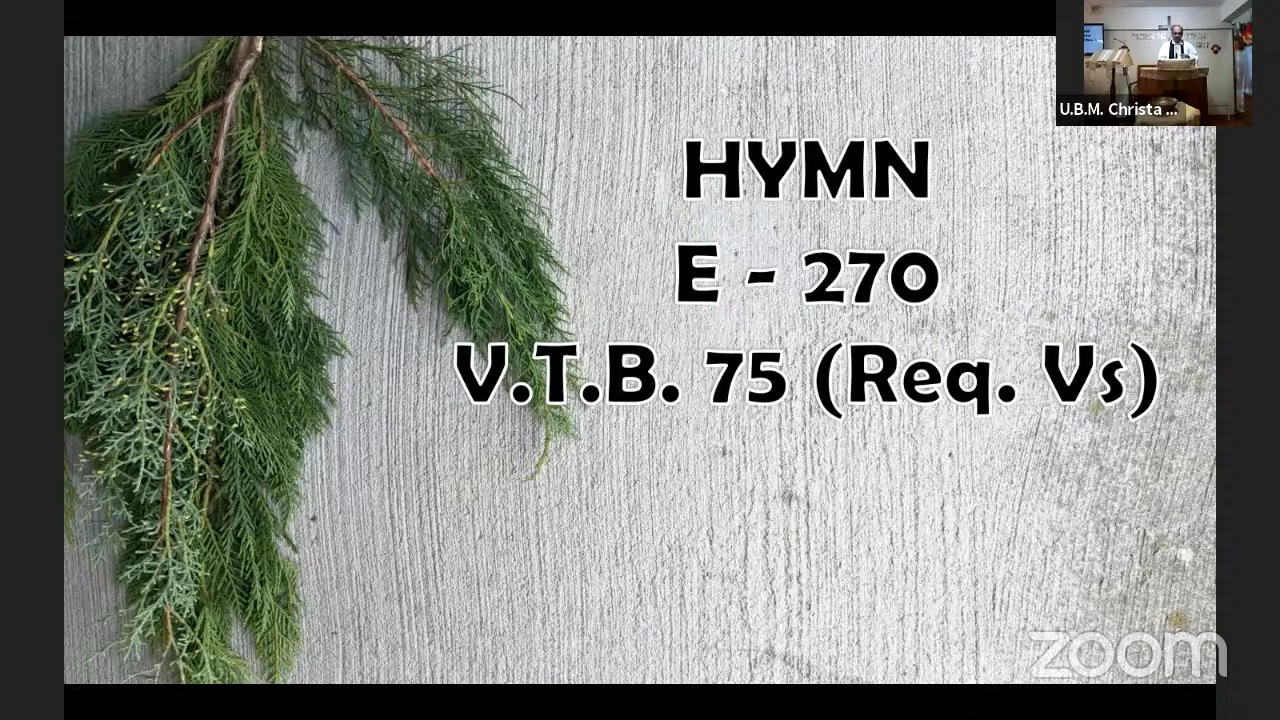 HYMN
E - 270
V.T.B. 75 (Req. Vs)
U.B.M. Christa ...
zoom